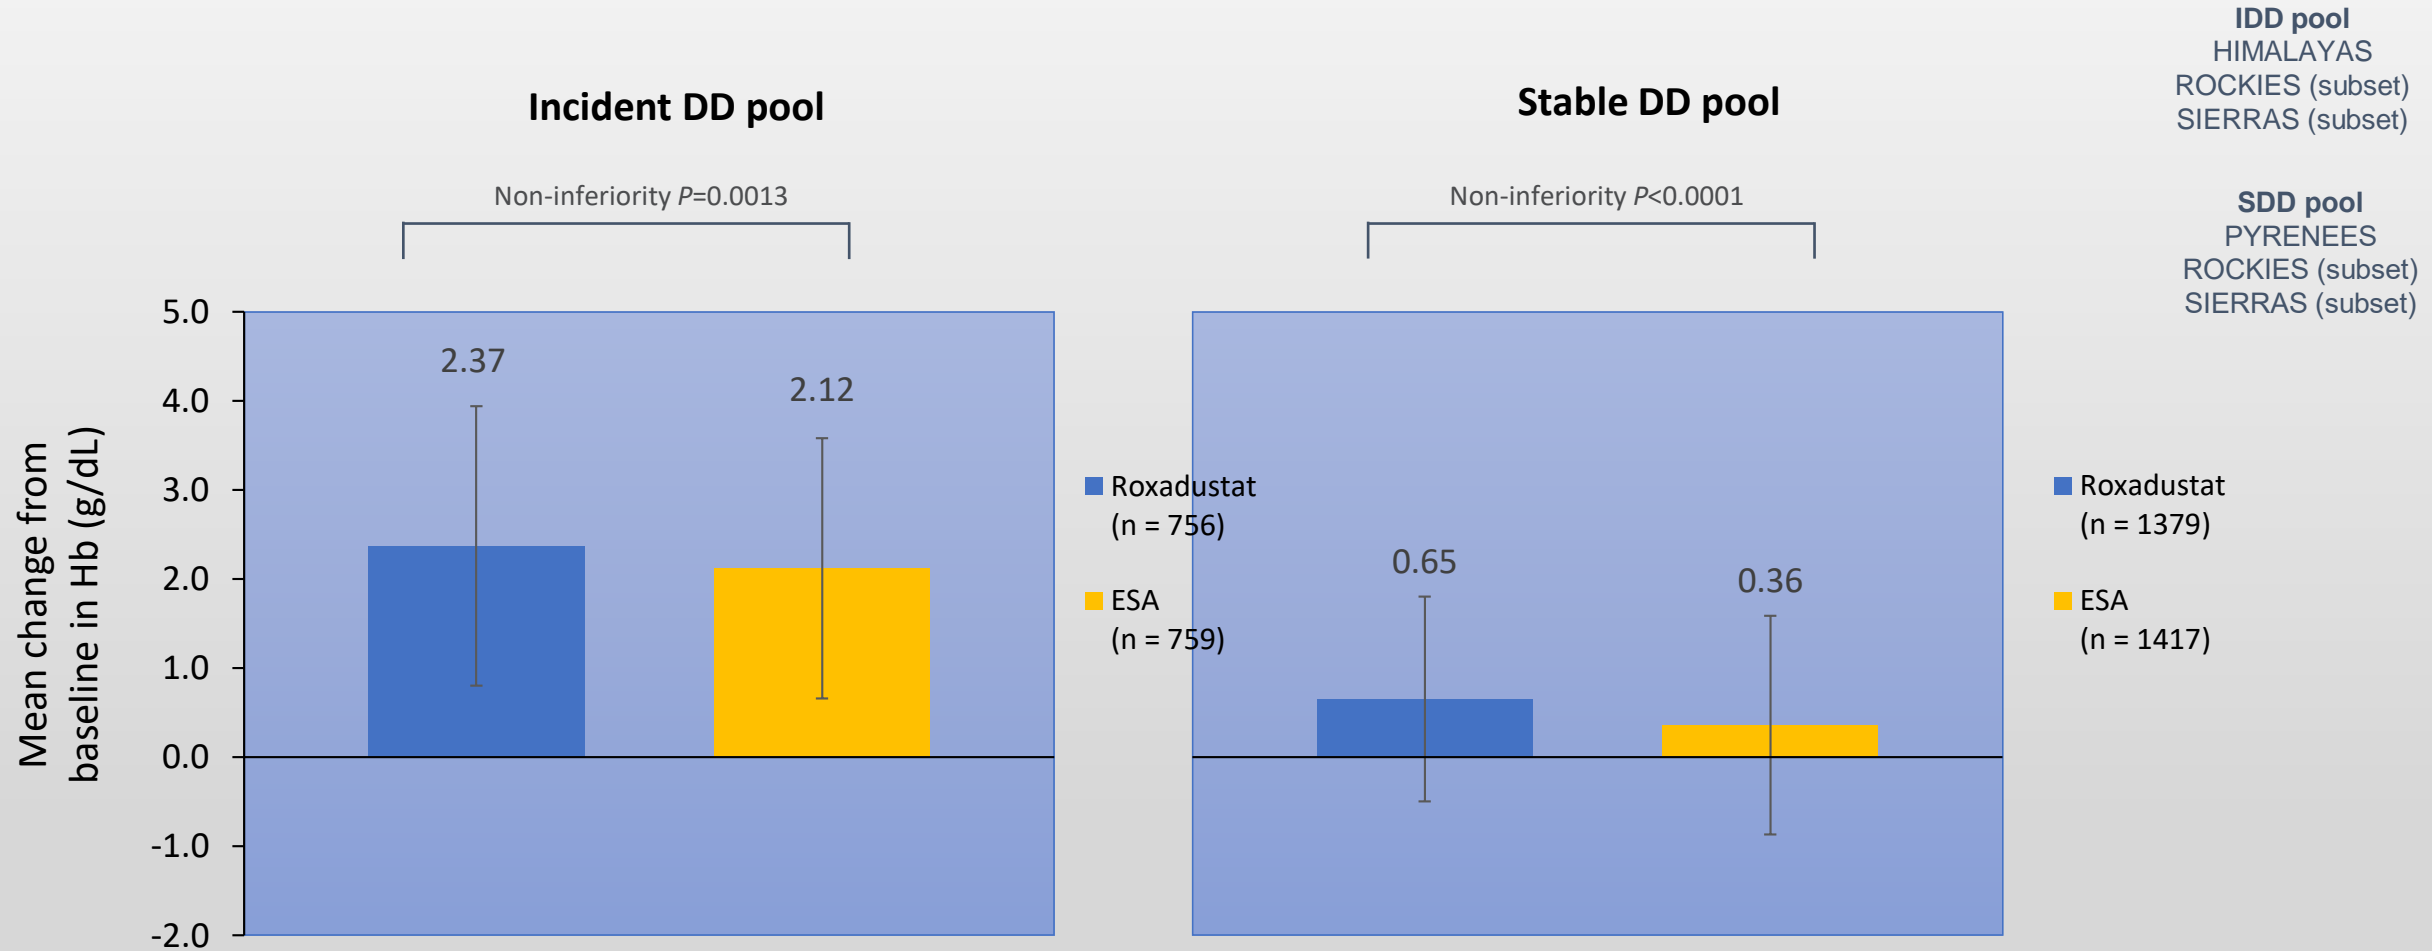 IDD pool
HIMALAYAS
ROCKIES (subset)
SIERRAS (subset)
SDD pool
PYRENEES
ROCKIES (subset)
SIERRAS (subset)
Incident DD pool
Non-inferiority P=0.0013
Mean change from
baseline in Hb (g/dL)
5.0
4.0
3.0
2.0
1.0
0.0
-1.0
-2.0
2.37
2.12
Roxadustat
(n = 756)
ESA
(n = 759)
Stable DD pool
Non-inferiority P<0.0001
0.65
0.36
Roxadustat
(n = 1379)
ESA
(n = 1417)